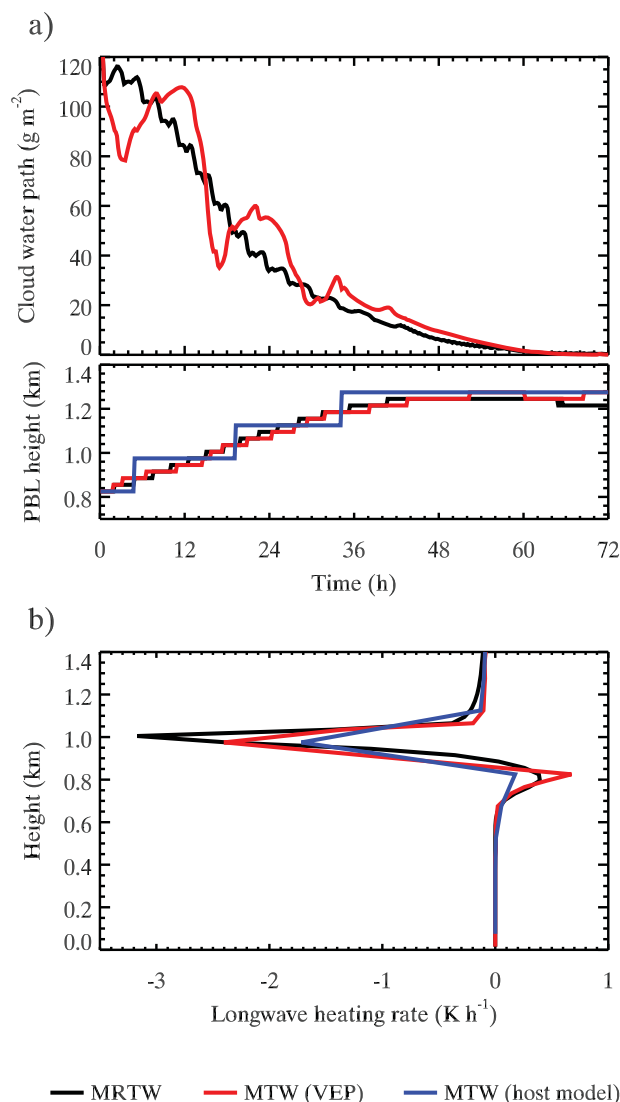 a)
120
100
80
60
40
20
0
Cloud water path (g m⁻²)
1.4
1.2
1.0
0.8
PBL height (km)
0 12 24 36 48 60 72
Time (h)
b)
1.4
1.2
1.0
0.8
0.6
0.4
0.2
0.0
Height (km)
-3 -2 -1 0 1
Longwave heating rate (K h⁻¹)
MRTW MTW (VEP) MTW (host model)